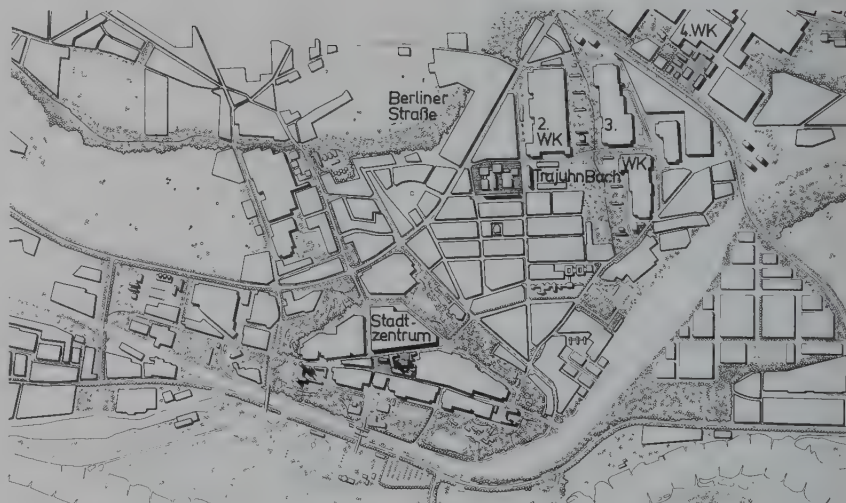 4.WK
Berliner
Straße
2.
WK
3.
WK
TrajuhnBach
Stadt-
zentrum